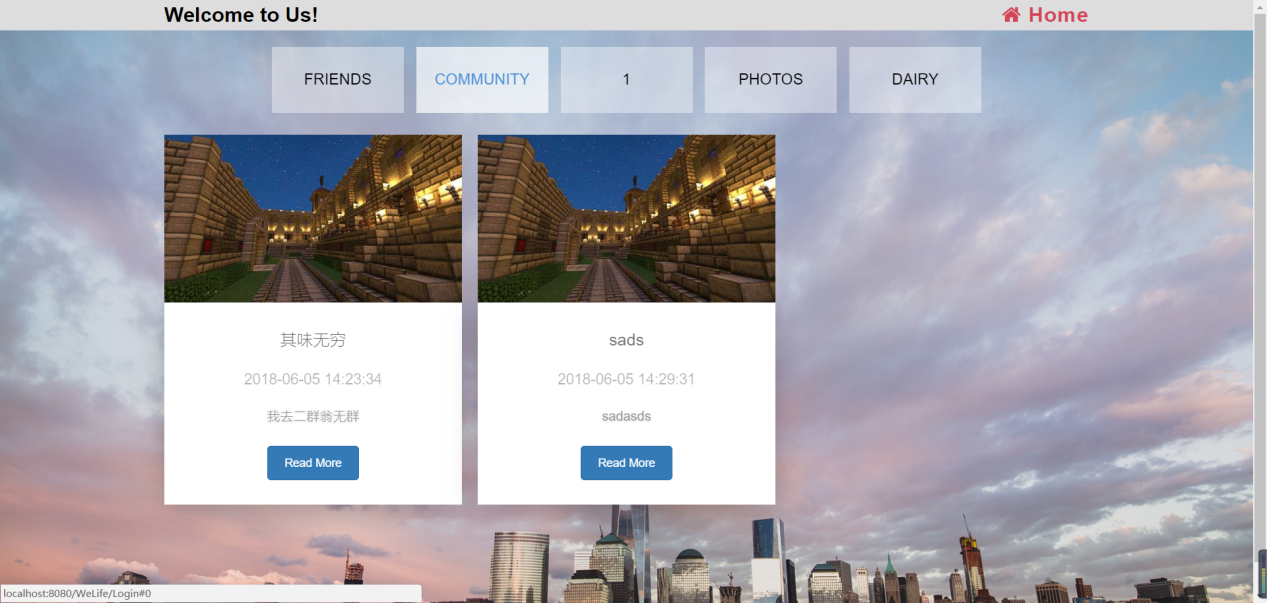 Welcome to Us!
Home
FRIENDS
COMMUNITY
1
PHOTOS
DAIRY
其味无穷
2018-06-05 14:23:34
我去二群翁无群
Read More
sads
2018-06-05 14:29:31
sadasds
Read More
localhost:8080/WeLife/Login#0